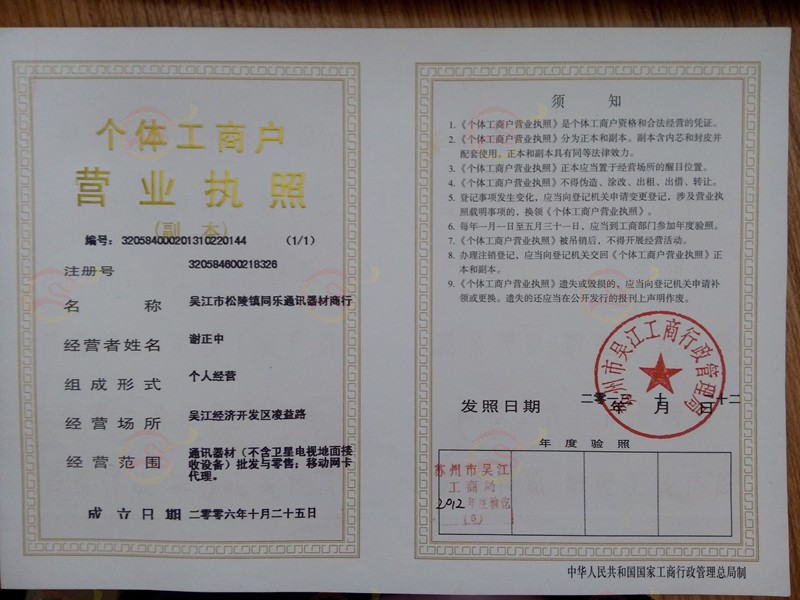 个体工商户
营业执照
(副 本)
编号: 320584000201310220144 (1/1)
注册号 320584600218326
名 称 吴江市松陵镇同乐通讯器材商行
经营者姓名 谢正中
组成形式 个人经营
经营场所 吴江经济开发区凌益路
经营范围 通讯器材（不含卫星电视地面接
收设备）批发与零售；移动网卡
代理。
成立日期 二零零六年十月二十五日
须 知
1. 《个体工商户营业执照》是个体工商户资格和合法经营的凭证。
2. 《个体工商户营业执照》分为正本和副本。副本含内芯和封皮并
配套使用。正本和副本具有同等法律效力。
3. 《个体工商户营业执照》正本应当置于经营场所的醒目位置。
4. 《个体工商户营业执照》不得伪造、涂改、出租、出借、转让。
5. 登记事项发生变化，应当向登记机关申请变更登记，涉及营业执
照载明事项的，换领《个体工商户营业执照》。
6. 每年一月一日至五月三十一日，应当到工商部门参加年度验照。
7. 《个体工商户营业执照》被吊销后，不得开展经营活动。
8. 办理注销登记，应当向登记机关交回《个体工商户营业执照》正
本和副本。
9. 《个体工商户营业执照》遗失或毁损的，应当向登记机关申请补
领或更换。遗失的还应当在公开发行的报刊上声明作废。
苏州市吴江工商行政管理局
发照日期 年 月 日
年度验照
苏州市吴江
工商局
2012年
中华人民共和国国家工商行政管理总局制